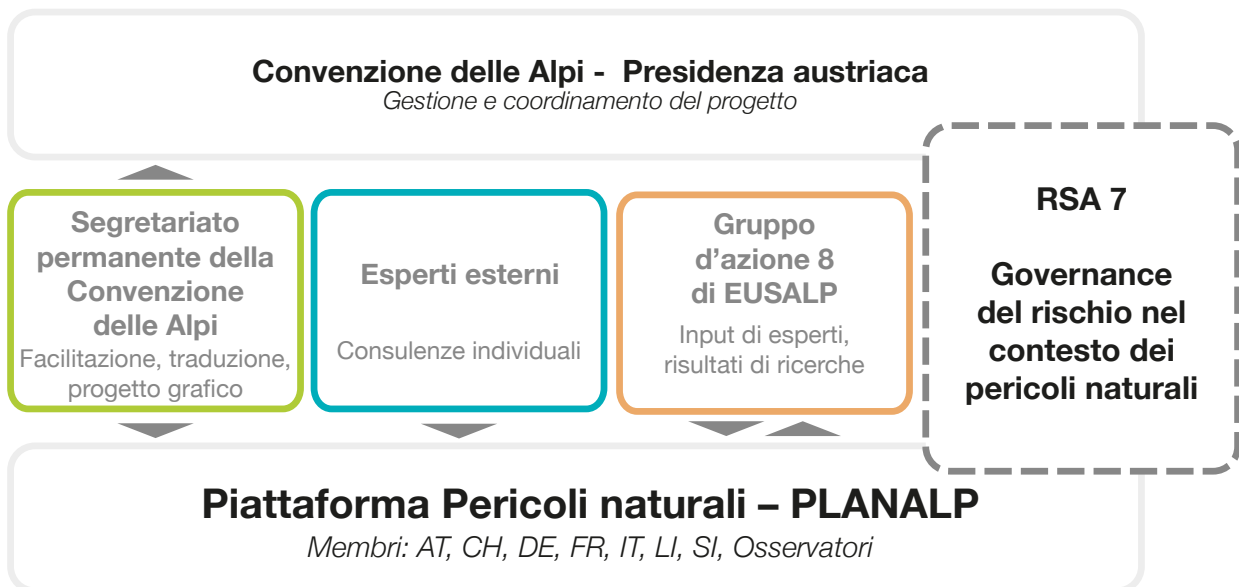 Convenzione delle Alpi -  Presidenza austriaca
Gestione e coordinamento del progetto
Segretariato
permanente della
Convenzione
delle Alpi
Facilitazione, traduzione,
progetto grafico
Esperti esterni
Consulenze individuali
Gruppo
d’azione 8
di EUSALP
Input di esperti,
risultati di ricerche
RSA 7
Governance
del rischio nel
contesto dei
pericoli naturali
Piattaforma Pericoli naturali – PLANALP
Membri: AT, CH, DE, FR, IT, LI, SI, Osservatori